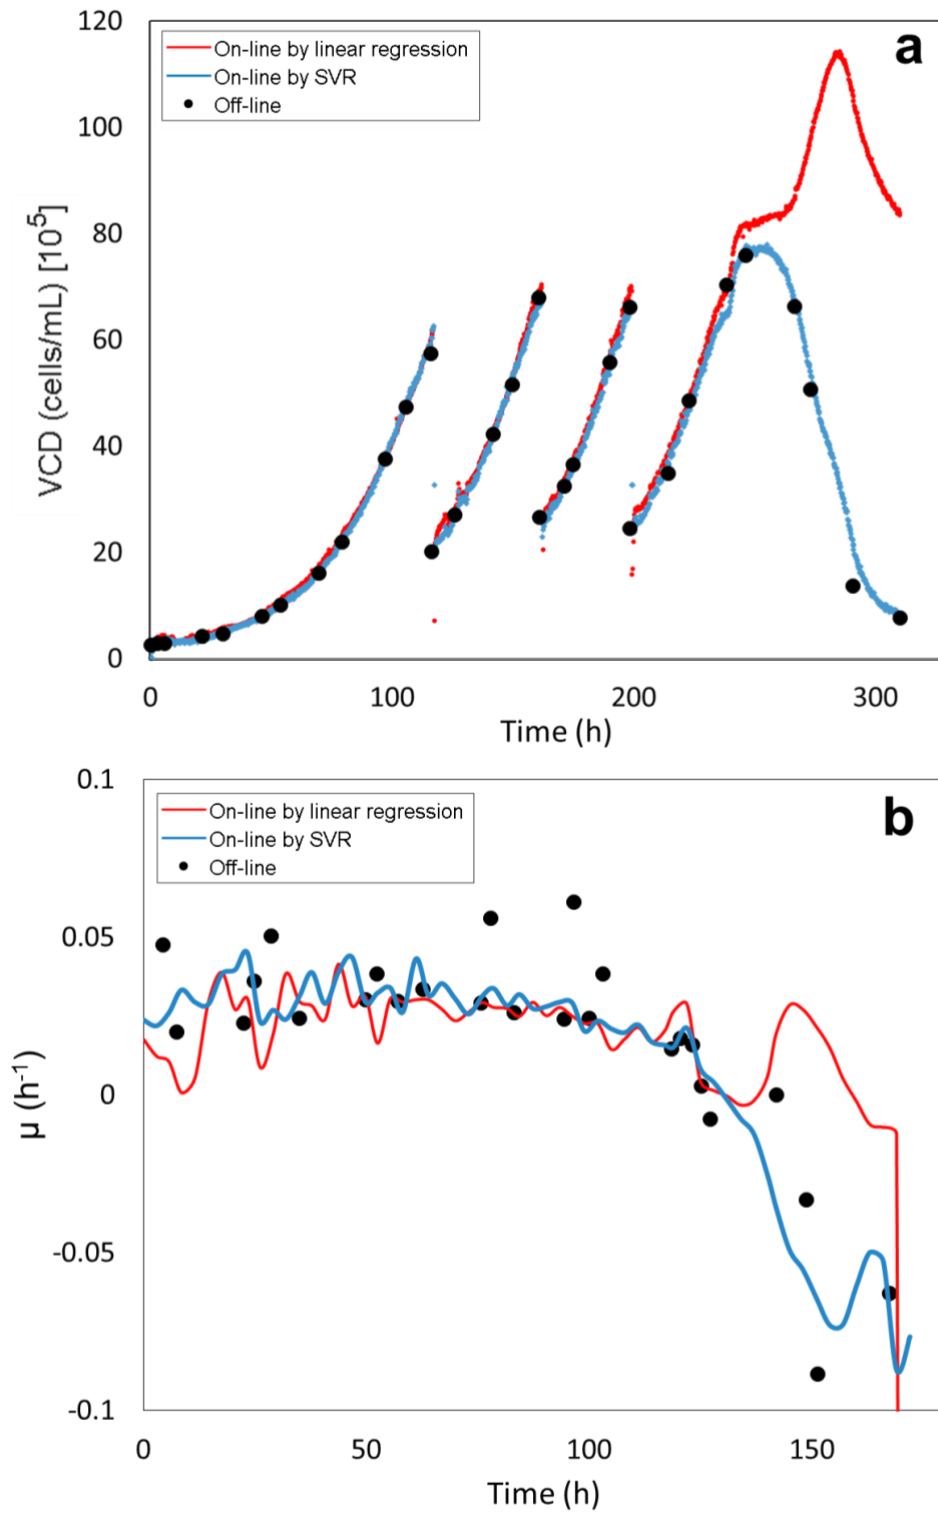 a
On-line by linear regression
On-line by SVR
Off-line
VCD (cells/mL) [10⁵]
120
100
80
60
40
20
0
0 100 200 300
Time (h)
b
On-line by linear regression
On-line by SVR
Off-line
μ (h⁻¹)
0.1
0.05
0
-0.05
-0.1
0 50 100 150
Time (h)